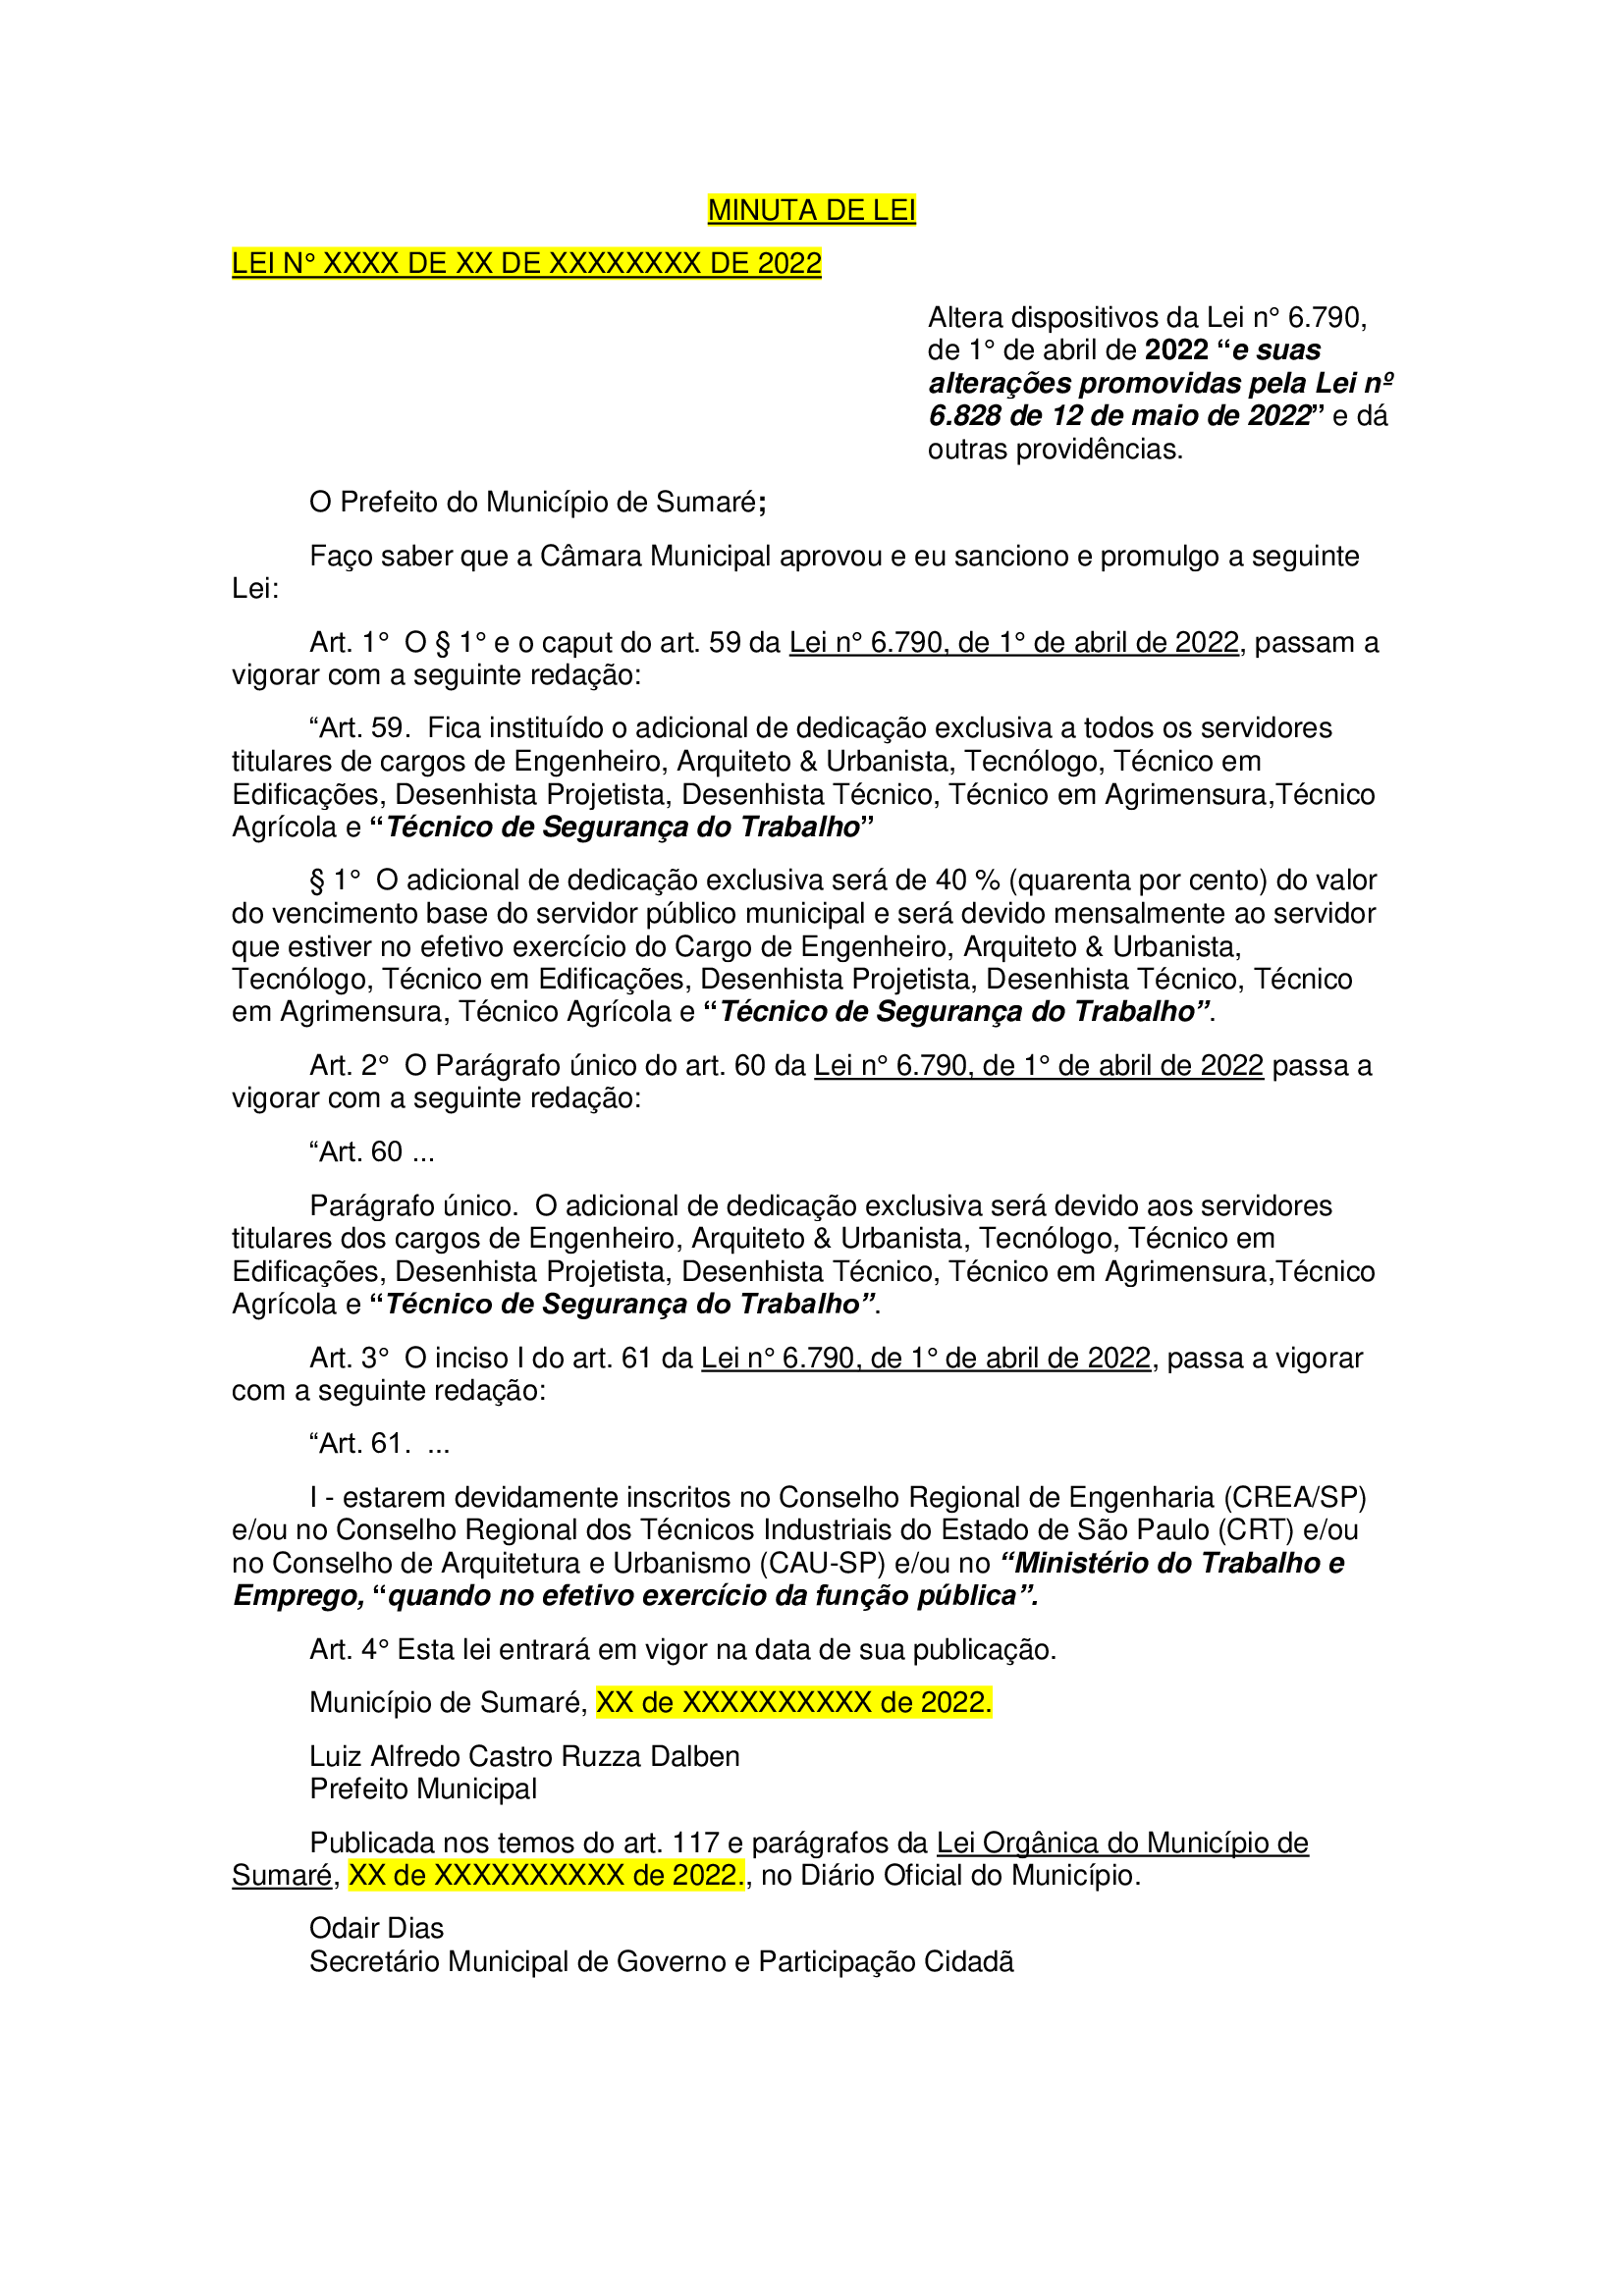 MINUTA DE LEI
LEI N° XXXX DE XX DE XXXXXXXX DE 2022
Altera dispositivos da Lei n° 6.790,
de 1° de abril de 2022 “e suas
alterações promovidas pela Lei nº
6.828 de 12 de maio de 2022” e dá
outras providências.
O Prefeito do Município de Sumaré;
Faço saber que a Câmara Municipal aprovou e eu sanciono e promulgo a seguinte
Lei:
Art. 1°  O § 1° e o caput do art. 59 da Lei n° 6.790, de 1° de abril de 2022, passam a
vigorar com a seguinte redação:
“Art. 59.  Fica instituído o adicional de dedicação exclusiva a todos os servidores
titulares de cargos de Engenheiro, Arquiteto & Urbanista, Tecnólogo, Técnico em
Edificações, Desenhista Projetista, Desenhista Técnico, Técnico em Agrimensura,Técnico
Agrícola e “Técnico de Segurança do Trabalho”
§ 1°  O adicional de dedicação exclusiva será de 40 % (quarenta por cento) do valor
do vencimento base do servidor público municipal e será devido mensalmente ao servidor
que estiver no efetivo exercício do Cargo de Engenheiro, Arquiteto & Urbanista,
Tecnólogo, Técnico em Edificações, Desenhista Projetista, Desenhista Técnico, Técnico
em Agrimensura, Técnico Agrícola e “Técnico de Segurança do Trabalho”.
Art. 2°  O Parágrafo único do art. 60 da Lei n° 6.790, de 1° de abril de 2022 passa a
vigorar com a seguinte redação:
“Art. 60 ...
Parágrafo único.  O adicional de dedicação exclusiva será devido aos servidores
titulares dos cargos de Engenheiro, Arquiteto & Urbanista, Tecnólogo, Técnico em
Edificações, Desenhista Projetista, Desenhista Técnico, Técnico em Agrimensura,Técnico
Agrícola e “Técnico de Segurança do Trabalho”.
Art. 3°  O inciso I do art. 61 da Lei n° 6.790, de 1° de abril de 2022, passa a vigorar
com a seguinte redação:
“Art. 61.  ...
I - estarem devidamente inscritos no Conselho Regional de Engenharia (CREA/SP)
e/ou no Conselho Regional dos Técnicos Industriais do Estado de São Paulo (CRT) e/ou
no Conselho de Arquitetura e Urbanismo (CAU-SP) e/ou no “Ministério do Trabalho e
Emprego, “quando no efetivo exercício da função pública”.
Art. 4° Esta lei entrará em vigor na data de sua publicação.
Município de Sumaré, XX de XXXXXXXXXX de 2022.
Luiz Alfredo Castro Ruzza Dalben
Prefeito Municipal
Publicada nos temos do art. 117 e parágrafos da Lei Orgânica do Município de
Sumaré, XX de XXXXXXXXXX de 2022., no Diário Oficial do Município.
Odair Dias
Secretário Municipal de Governo e Participação Cidadã